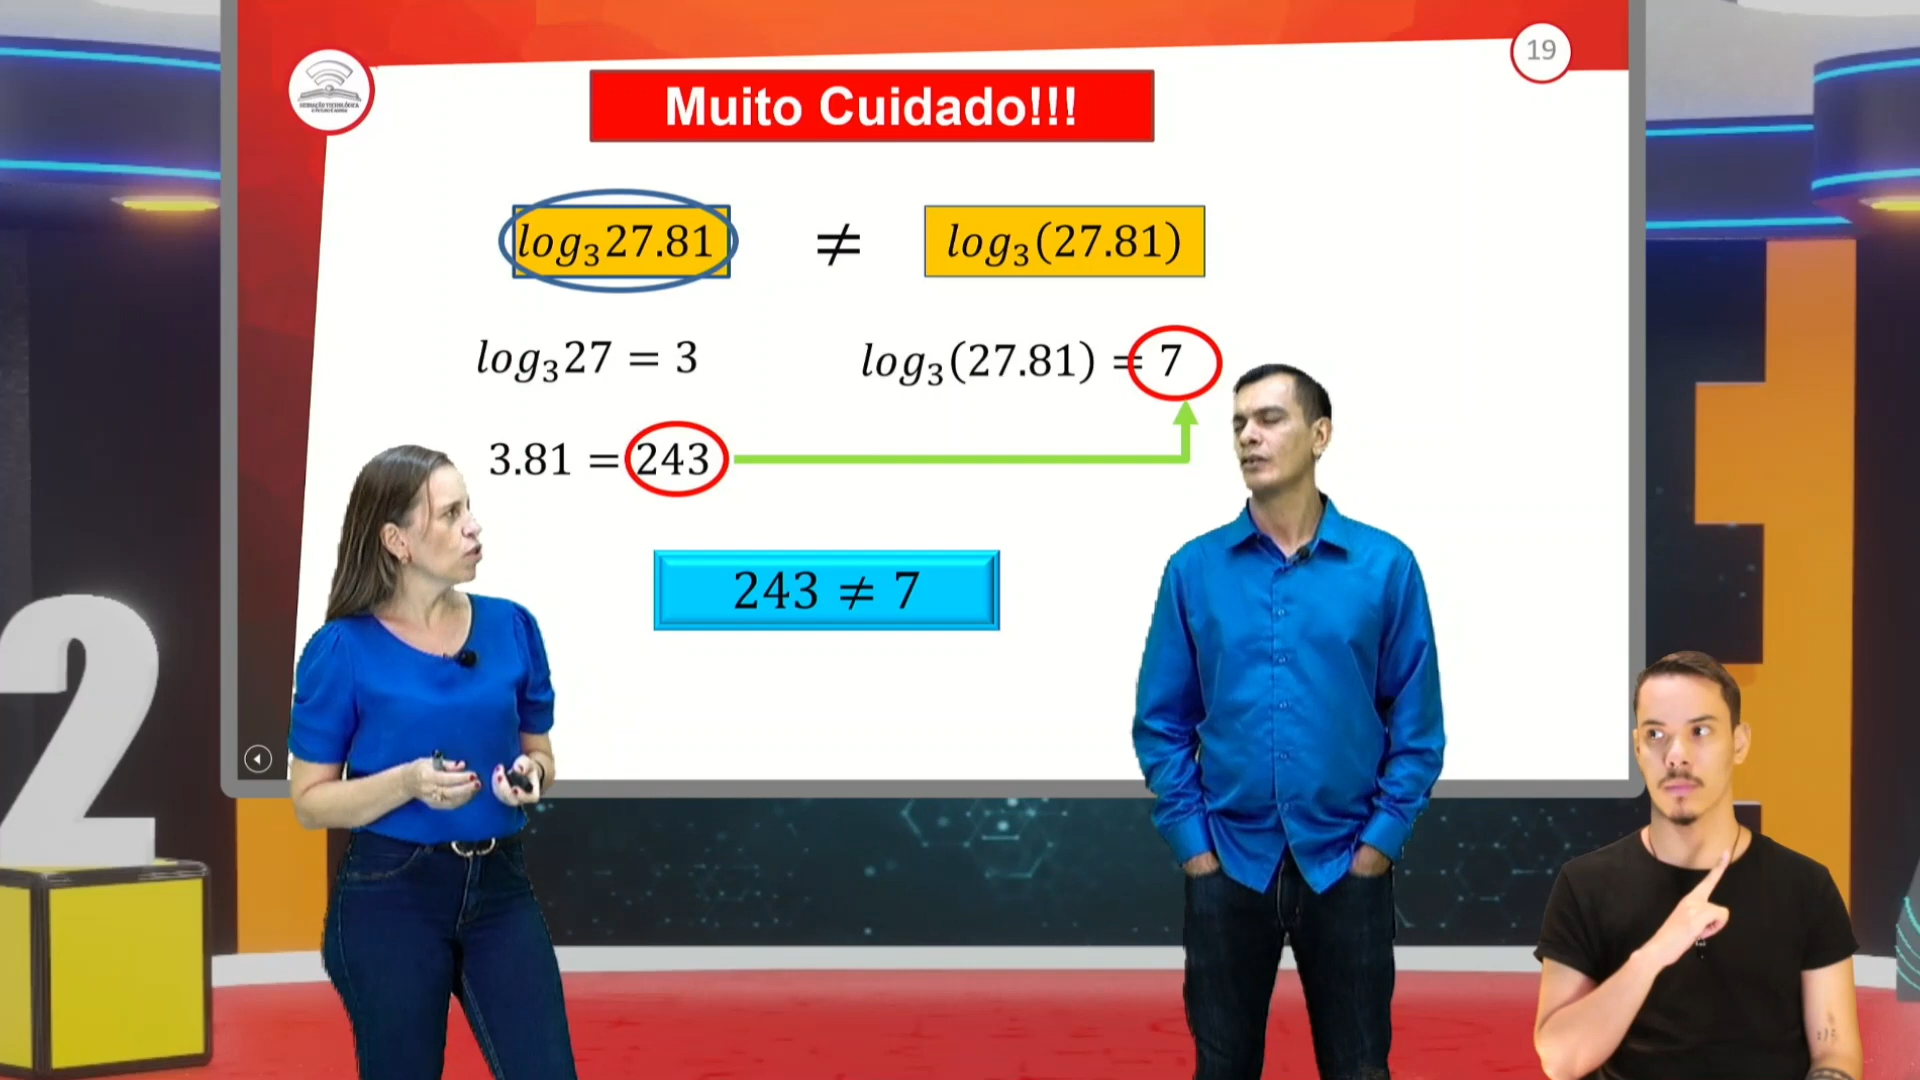 19
Muito Cuidado!!!
log₃27.81 ≠ log₃(27.81)
log₃27 = 3
log₃(27.81) = 7
3.81 = 243
243 ≠ 7
2